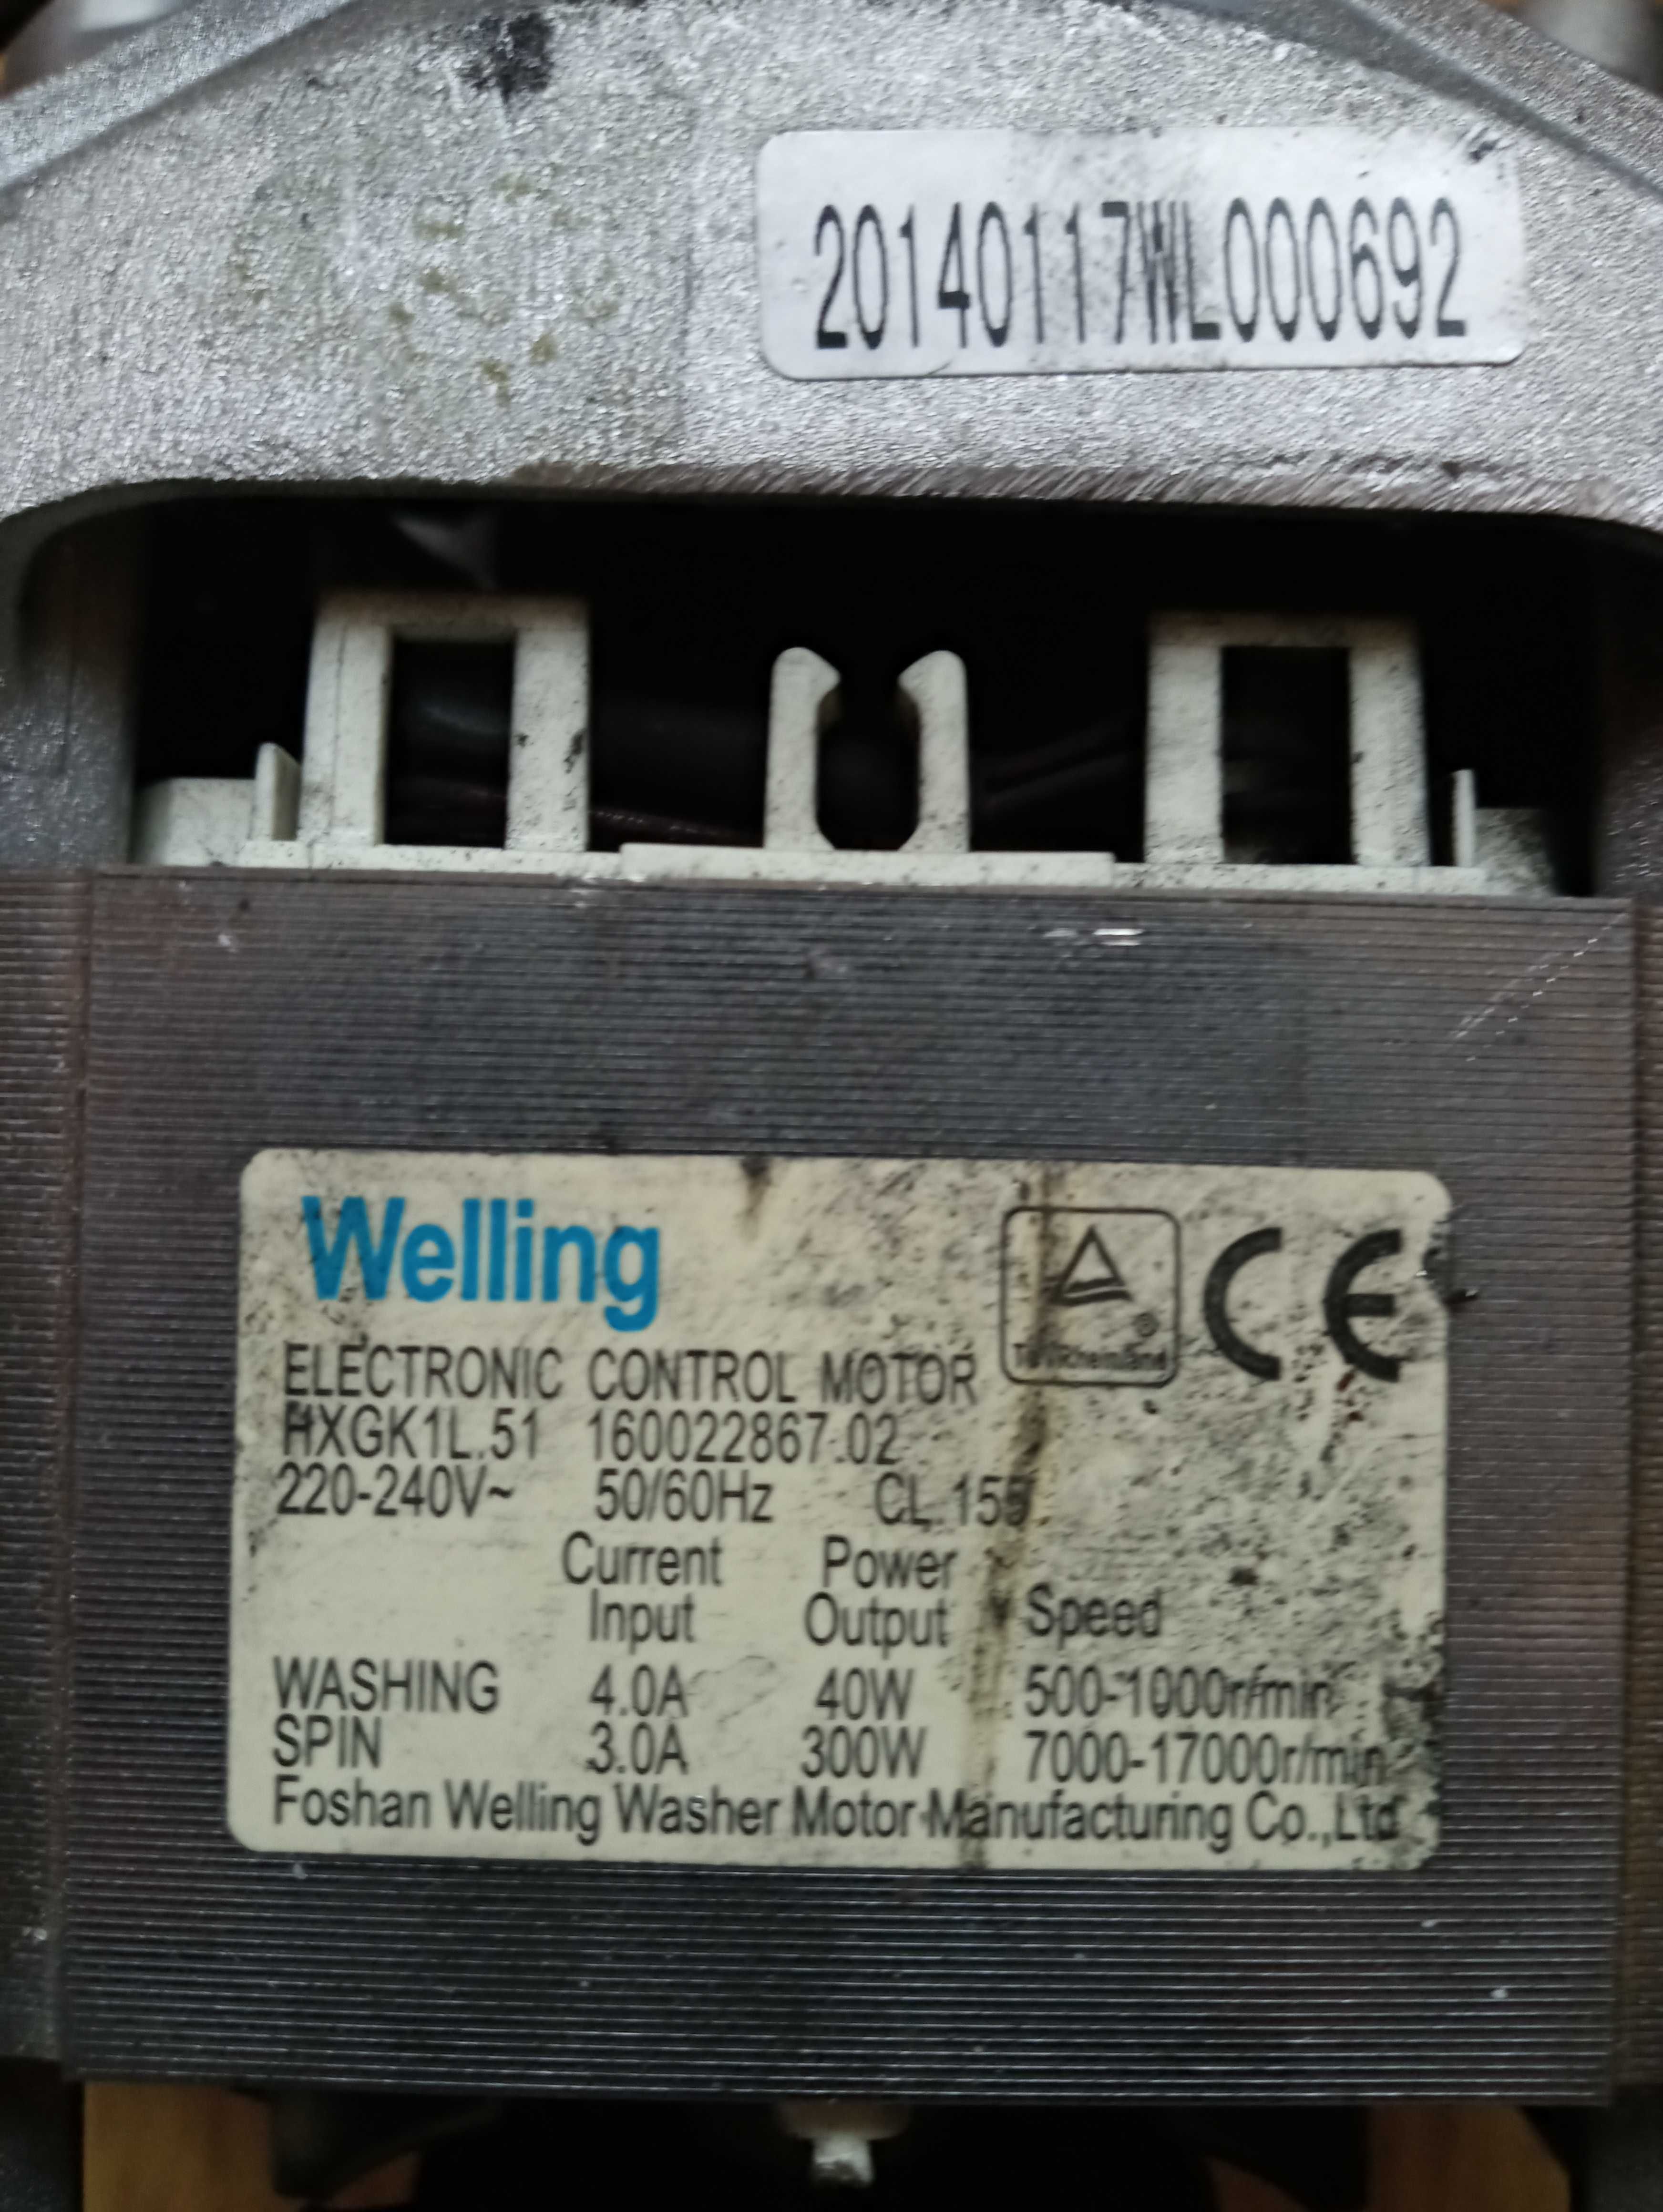 20140117WL000692
Welling
TÜVRheinland
CE
ELECTRONIC CONTROL MOTOR
HXGK1L.51 160022867.02
220-240V~ 50/60Hz CL.155
Current Power
Input Output Speed
WASHING 4.0A 40W 500-1000r/min
SPIN 3.0A 300W 7000-17000r/min
Foshan Welling Washer Motor Manufacturing Co.,Ltd